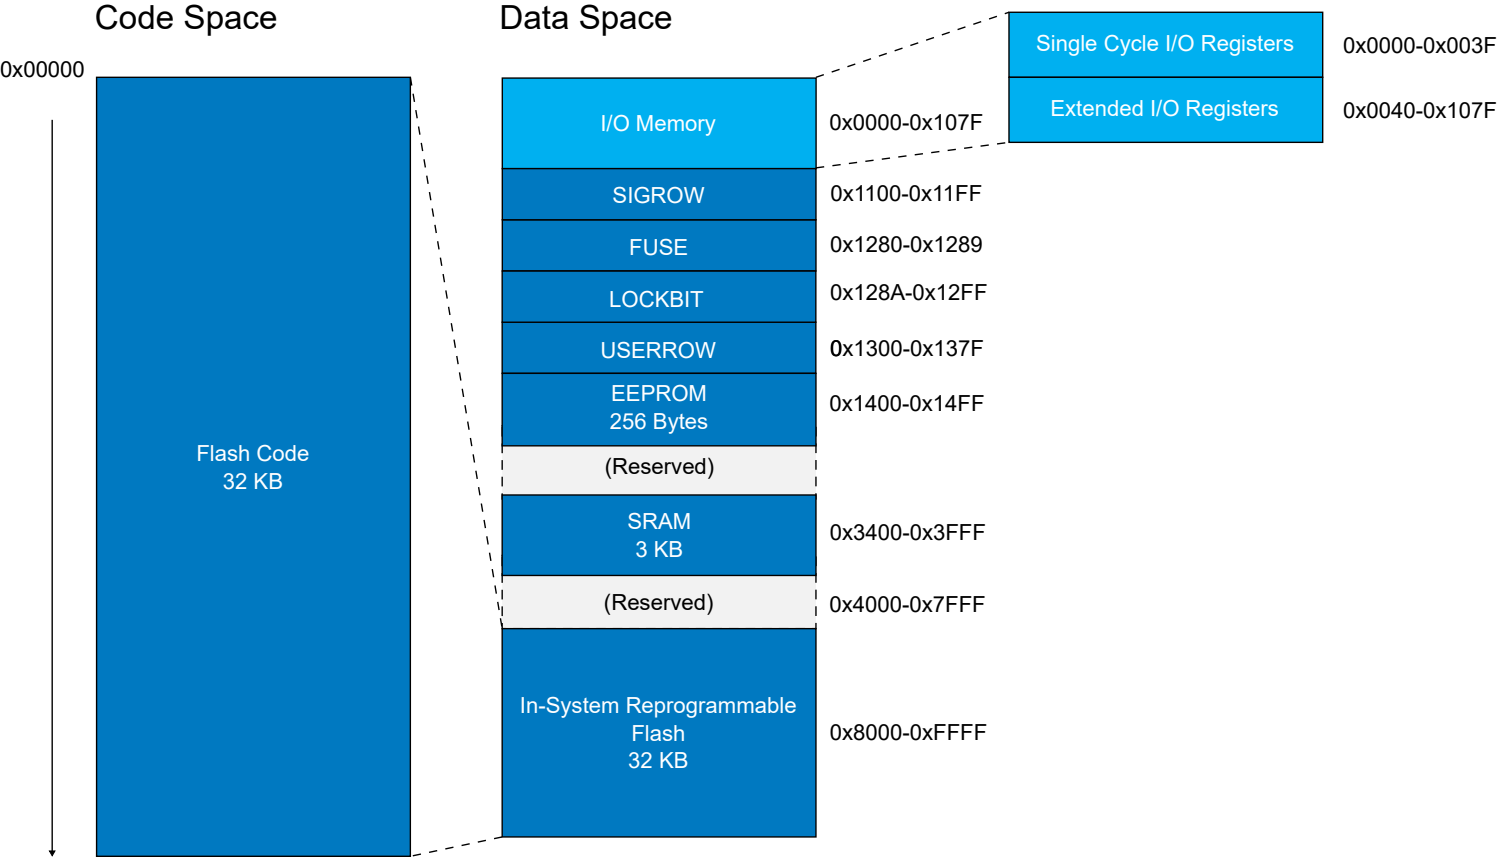 Code Space
Data Space
0x00000
Flash Code
32 KB
I/O Memory
0x0000-0x107F
Single Cycle I/O Registers
0x0000-0x003F
Extended I/O Registers
0x0040-0x107F
SIGROW
0x1100-0x11FF
FUSE
0x1280-0x1289
LOCKBIT
0x128A-0x12FF
USERROW
0x1300-0x137F
EEPROM
256 Bytes
0x1400-0x14FF
(Reserved)
SRAM
3 KB
0x3400-0x3FFF
(Reserved)
0x4000-0x7FFF
In-System Reprogrammable
Flash
32 KB
0x8000-0xFFFF